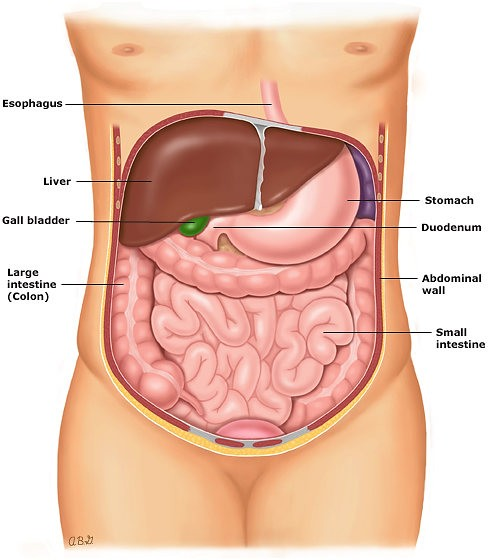 Esophagus
Liver
Stomach
Gall bladder
Duodenum
Large
intestine
(Colon)
Abdominal
wall
Small
intestine